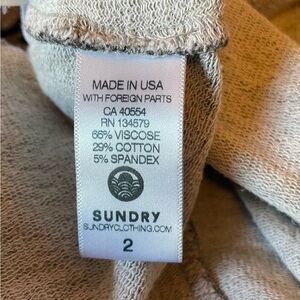 MADE IN USA
WITH FOREIGN PARTS
CA 40554
RN 134579
66% VISCOSE
29% COTTON
5% SPANDEX
SUNDRY
SUNDRYCLOTHING.COM
2